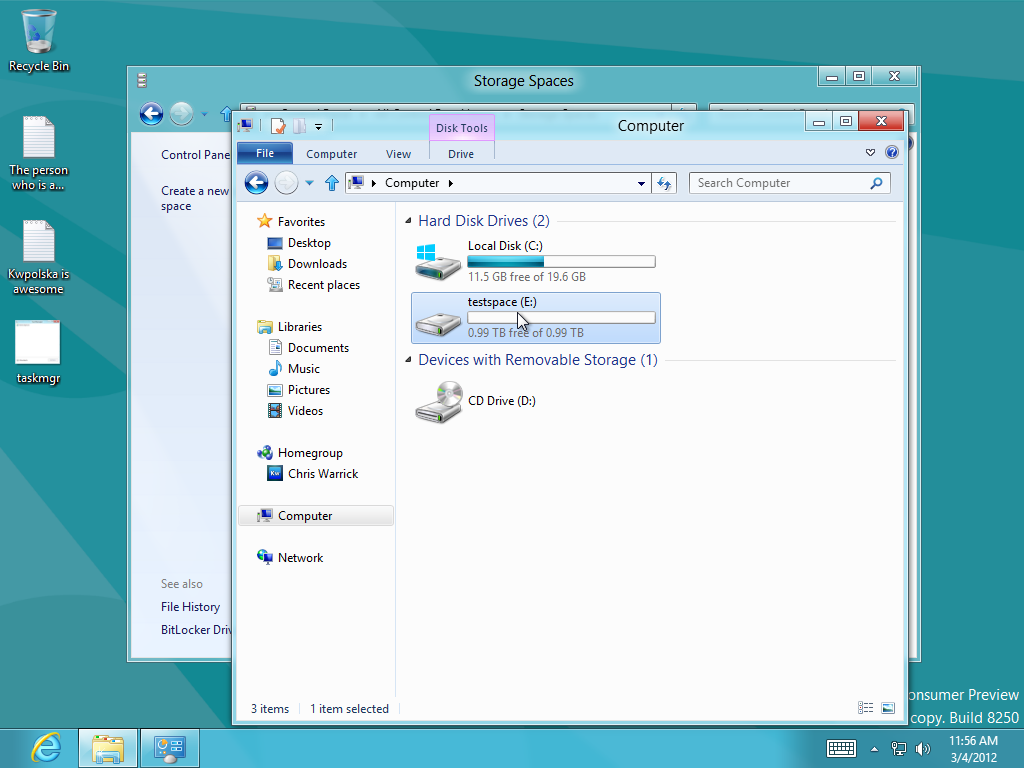 Recycle Bin
The person
who is a...
Kwpolska is
awesome
taskmgr
Storage Spaces
Control Pane
Create a new
space
See also
File History
BitLocker Driv
Disk Tools
Computer
File
Computer
View
Drive
Computer
Search Computer
Favorites
Desktop
Downloads
Recent places
Libraries
Documents
Music
Pictures
Videos
Homegroup
Kw
Chris Warrick
Computer
Network
Hard Disk Drives (2)
Local Disk (C:)
11.5 GB free of 19.6 GB
testspace (E:)
0.99 TB free of 0.99 TB
Devices with Removable Storage (1)
CD Drive (D:)
3 items
1 item selected
onsumer Preview
copy. Build 8250
11:56 AM
3/4/2012